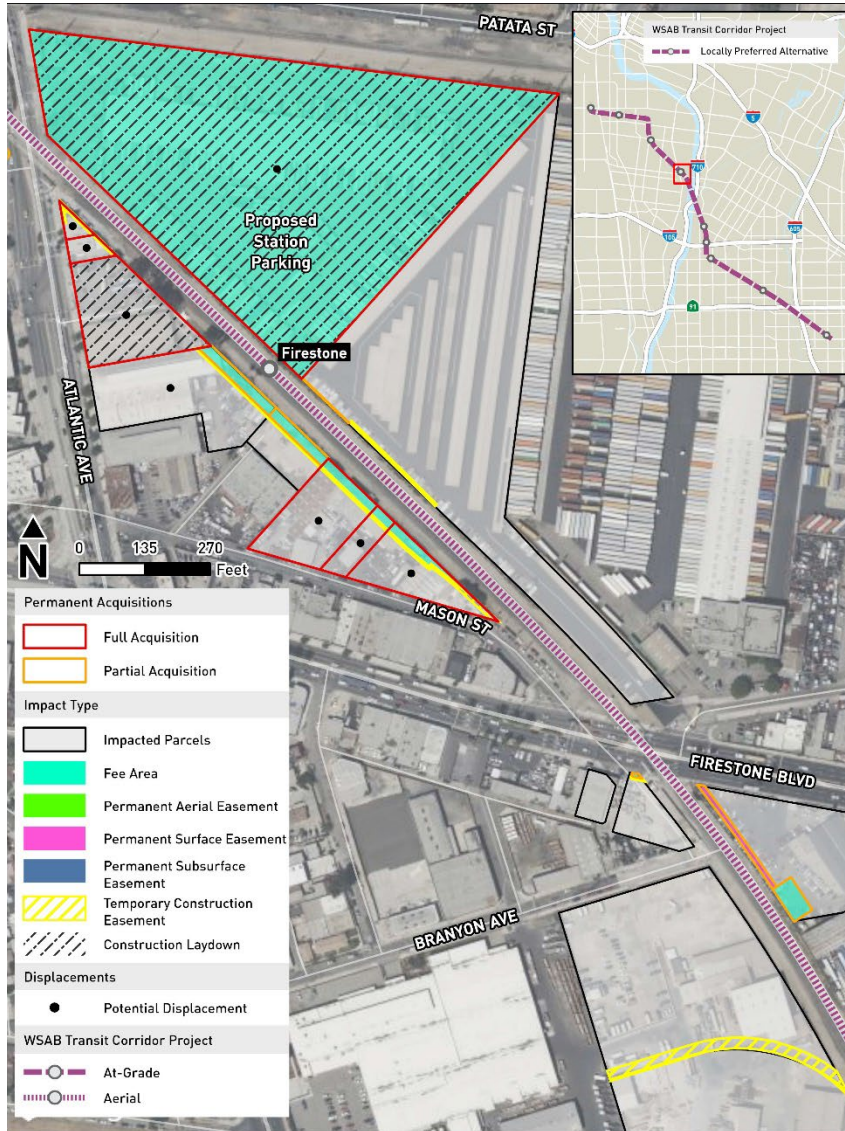 PATATA ST
WSAB Transit Corridor Project
Locally Preferred Alternative
5
710
105
605
91
Proposed
Station
Parking
Firestone
ATLANTIC AVE
N
0 135 270
Feet
MASON ST
FIRESTONE BLVD
BRANYON AVE
Permanent Acquisitions
Full Acquisition
Partial Acquisition
Impact Type
Impacted Parcels
Fee Area
Permanent Aerial Easement
Permanent Surface Easement
Permanent Subsurface
Easement
Temporary Construction
Easement
Construction Laydown
Displacements
Potential Displacement
WSAB Transit Corridor Project
At-Grade
Aerial